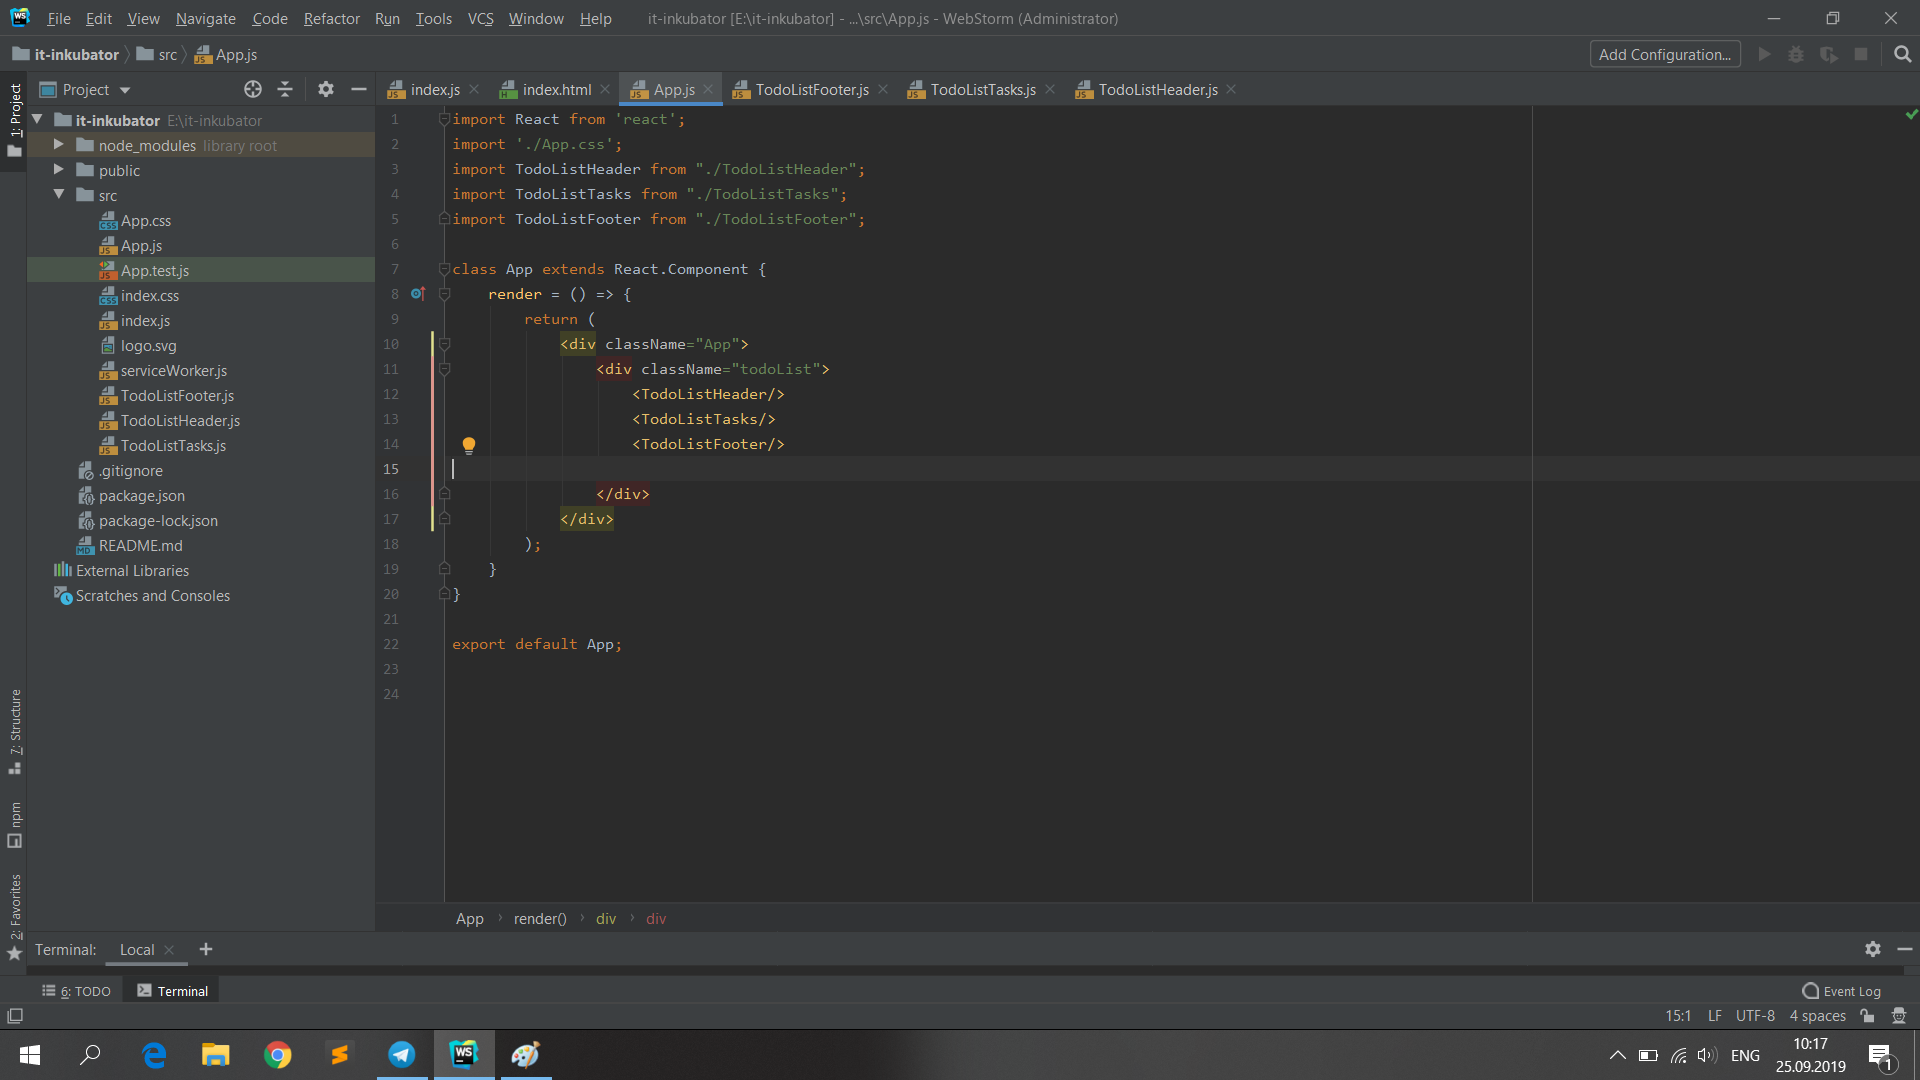 File Edit View Navigate Code Refactor Run Tools VCS Window Help it-inkubator [E:\it-inkubator] - ...\src\App.js - WebStorm (Administrator)
it-inkubator src App.js Add Configuration...
1: Project
Project
index.js index.html App.js TodoListFooter.js TodoListTasks.js TodoListHeader.js
it-inkubator E:\it-inkubator
node_modules library root
public
src
App.css
App.js
App.test.js
index.css
index.js
logo.svg
serviceWorker.js
TodoListFooter.js
TodoListHeader.js
TodoListTasks.js
.gitignore
package.json
package-lock.json
README.md
External Libraries
Scratches and Consoles
1 import React from 'react';
2 import './App.css';
3 import TodoListHeader from "./TodoListHeader";
4 import TodoListTasks from "./TodoListTasks";
5 import TodoListFooter from "./TodoListFooter";
6
7 class App extends React.Component {
8 render = () => {
9 return (
10 <div className="App">
11 <div className="todoList">
12 <TodoListHeader/>
13 <TodoListTasks/>
14 <TodoListFooter/>
15
16 </div>
17 </div>
18 );
19 }
20 }
21
22 export default App;
23
24
7: Structure
npm
2: Favorites
App render() div div
Terminal: Local
6: TODO Terminal Event Log
15:1 LF UTF-8 4 spaces
ENG 10:17
25.09.2019
1